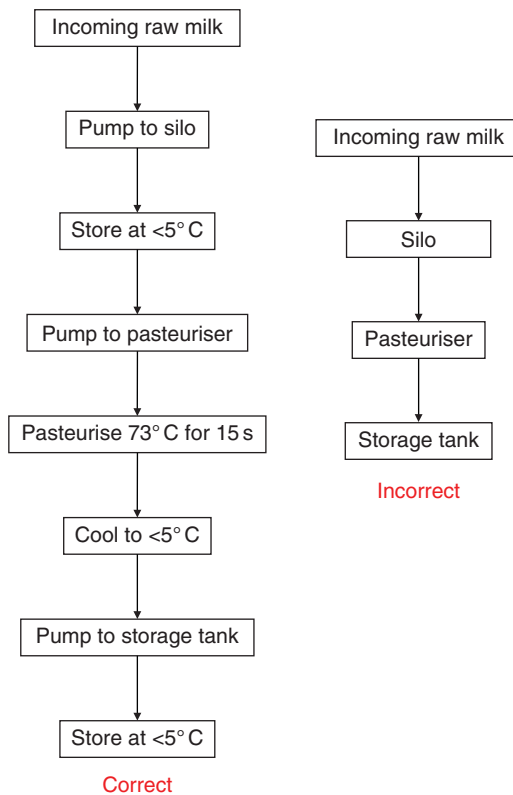 Incoming raw milk
Pump to silo
Store at <5° C
Pump to pasteuriser
Pasteurise 73° C for 15 s
Cool to <5° C
Pump to storage tank
Store at <5° C
Correct
Incoming raw milk
Silo
Pasteuriser
Storage tank
Incorrect